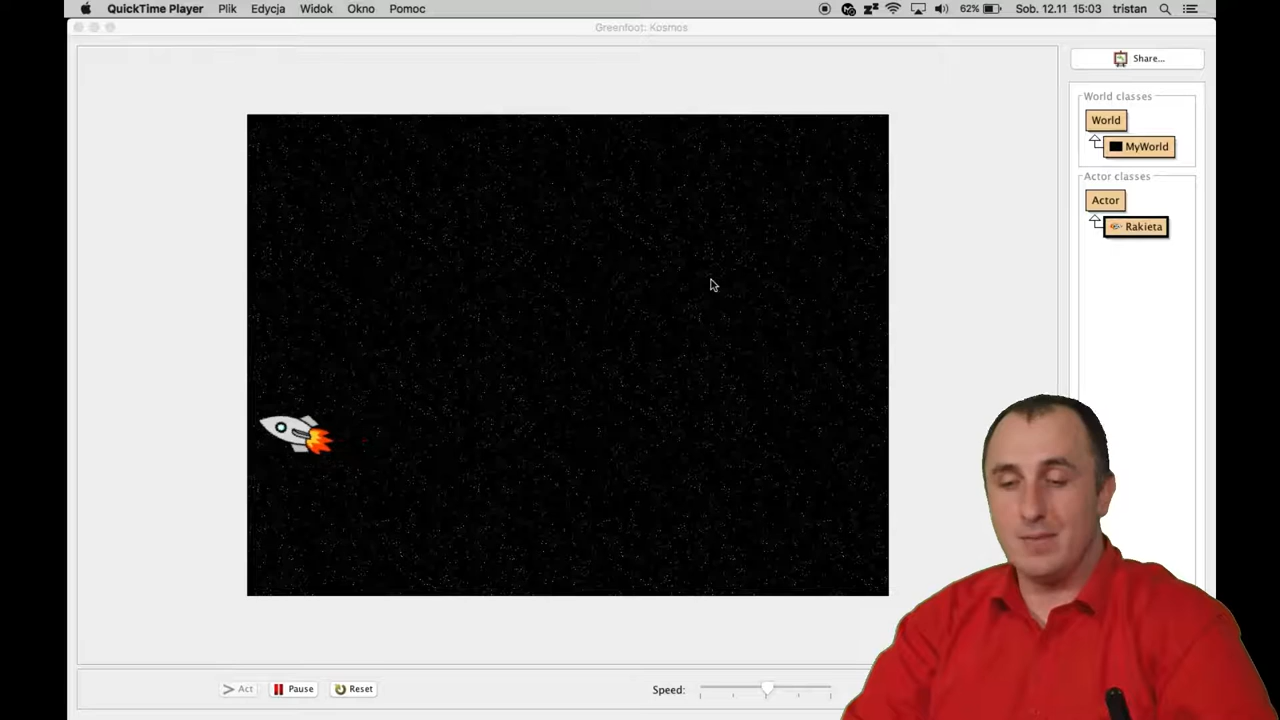 QuickTime Player Plik Edycja Widok Okno Pomoc 62% Sob. 12.11 15:03 tristan
Greenfoot: Kosmos
Share...
World classes
World
MyWorld
Actor classes
Actor
Rakieta
Act Pause Reset Speed: